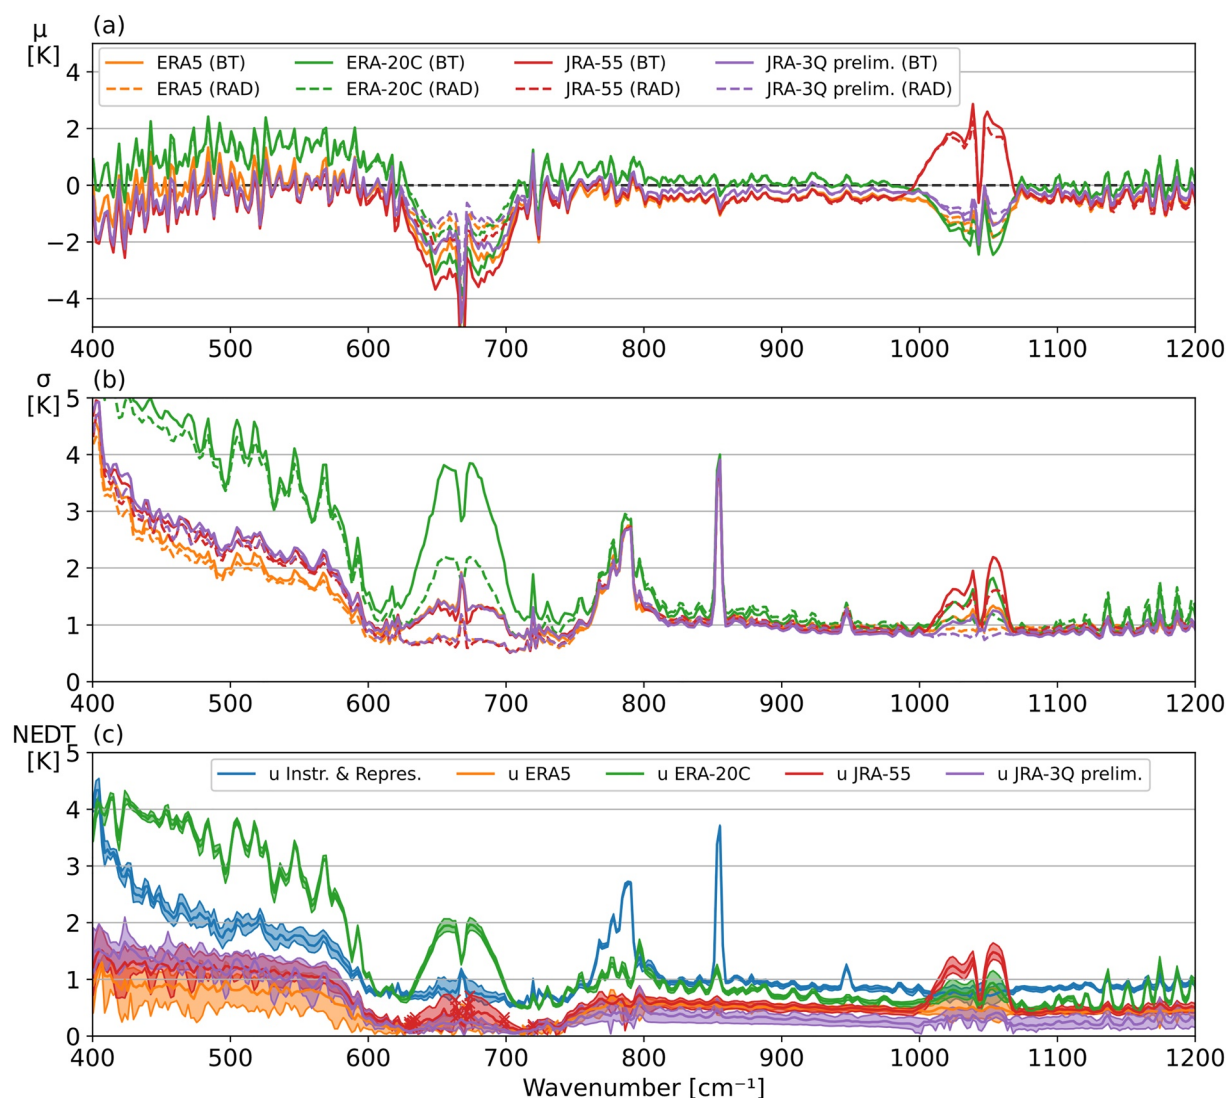 (a)
μ
[K]
ERA5 (BT) ERA-20C (BT) JRA-55 (BT) JRA-3Q prelim. (BT)
ERA5 (RAD) ERA-20C (RAD) JRA-55 (RAD) JRA-3Q prelim. (RAD)
4
2
0
−2
−4
400 500 600 700 800 900 1000 1100 1200
σ (b)
[K]
5
4
3
2
1
0
400 500 600 700 800 900 1000 1100 1200
NEDT (c)
[K]
5
u Instr. & Repres. u ERA5 u ERA-20C u JRA-55 u JRA-3Q prelim.
4
3
2
1
0
400 500 600 700 800 900 1000 1100 1200
Wavenumber [cm⁻¹]